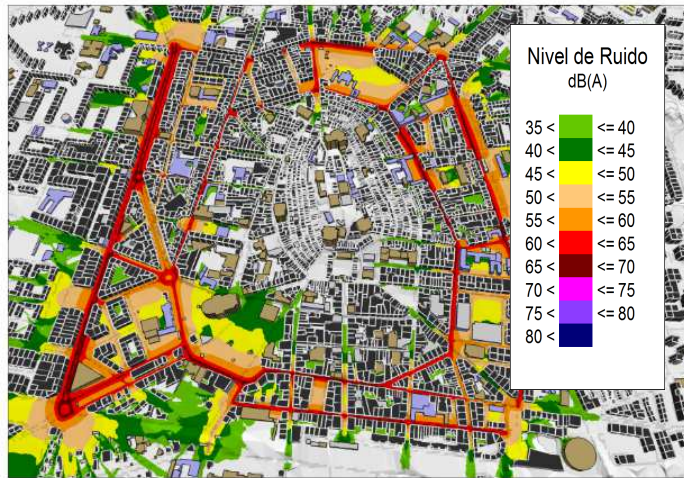 Nivel de Ruido
dB(A)
35 < <= 40
40 < <= 45
45 < <= 50
50 < <= 55
55 < <= 60
60 < <= 65
65 < <= 70
70 < <= 75
75 < <= 80
80 <